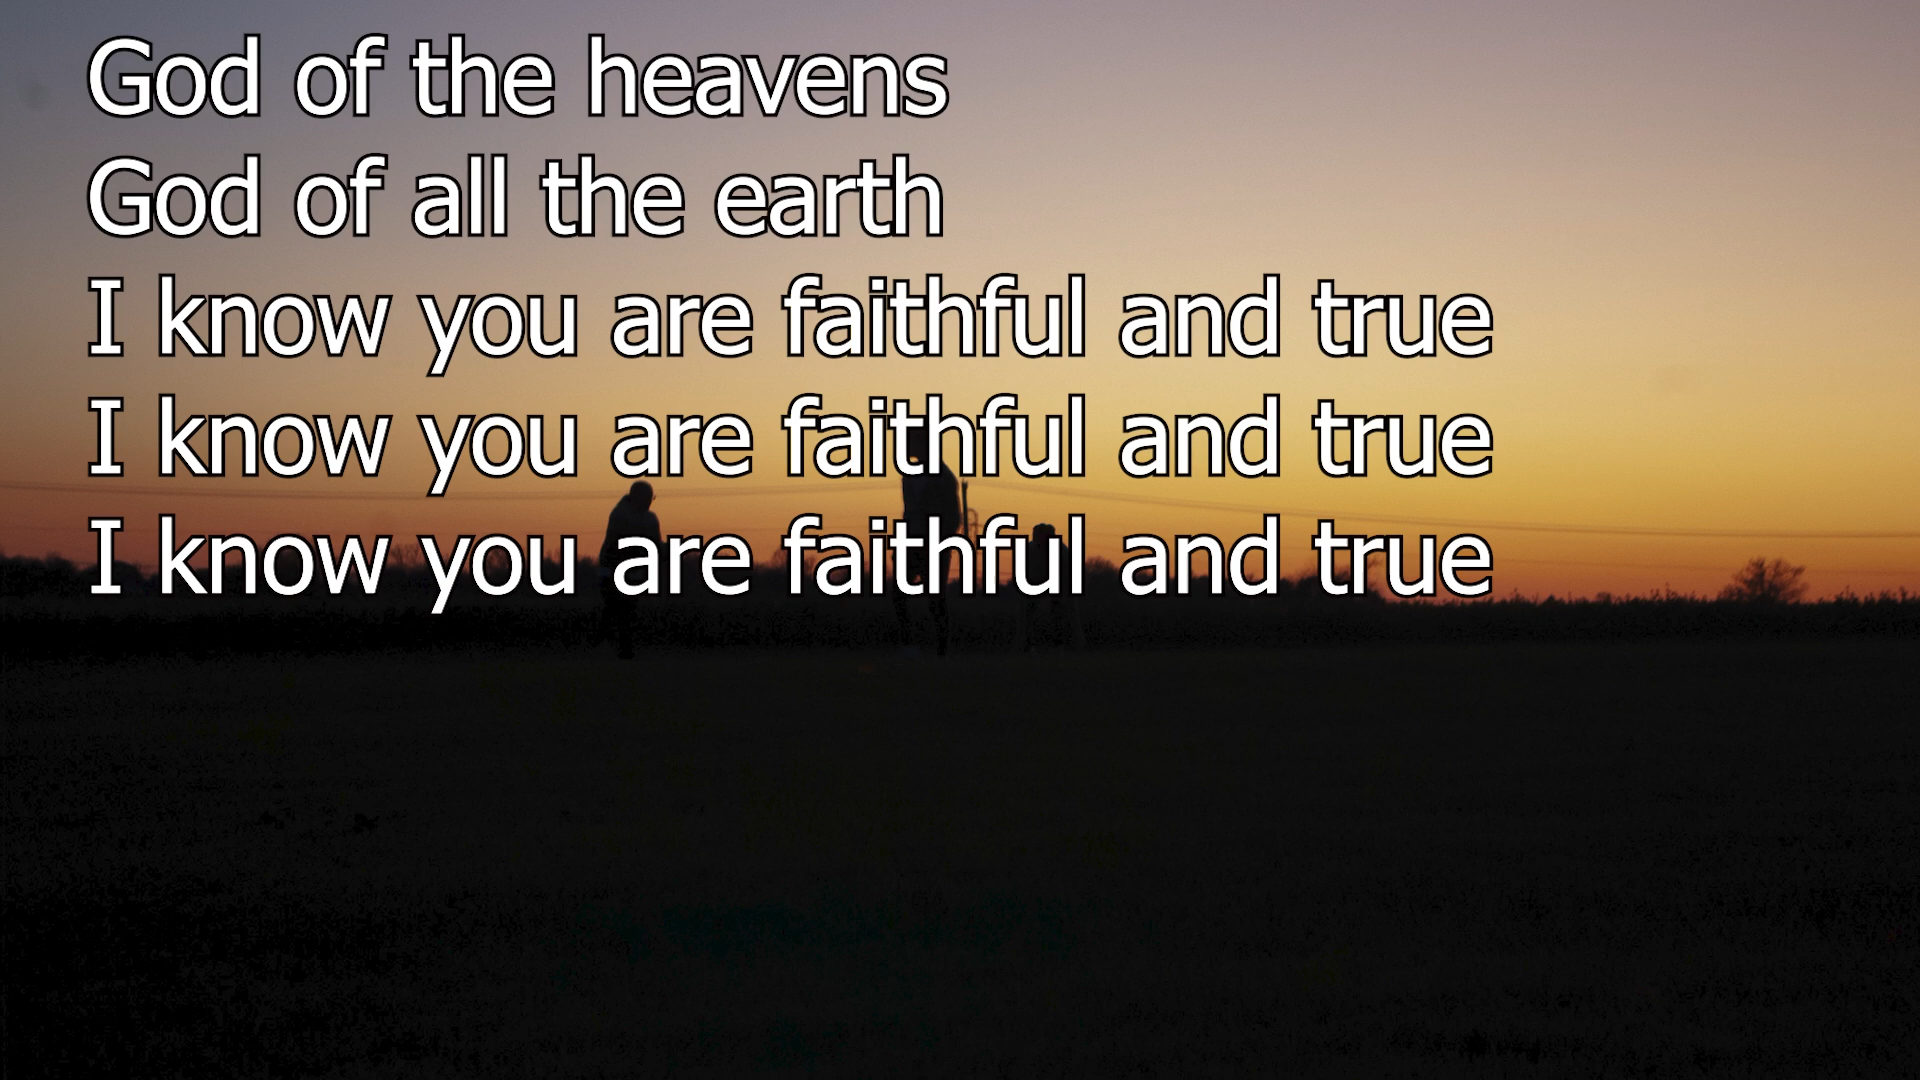 God of the heavens
God of all the earth
I know you are faithful and true
I know you are faithful and true
I know you are faithful and true